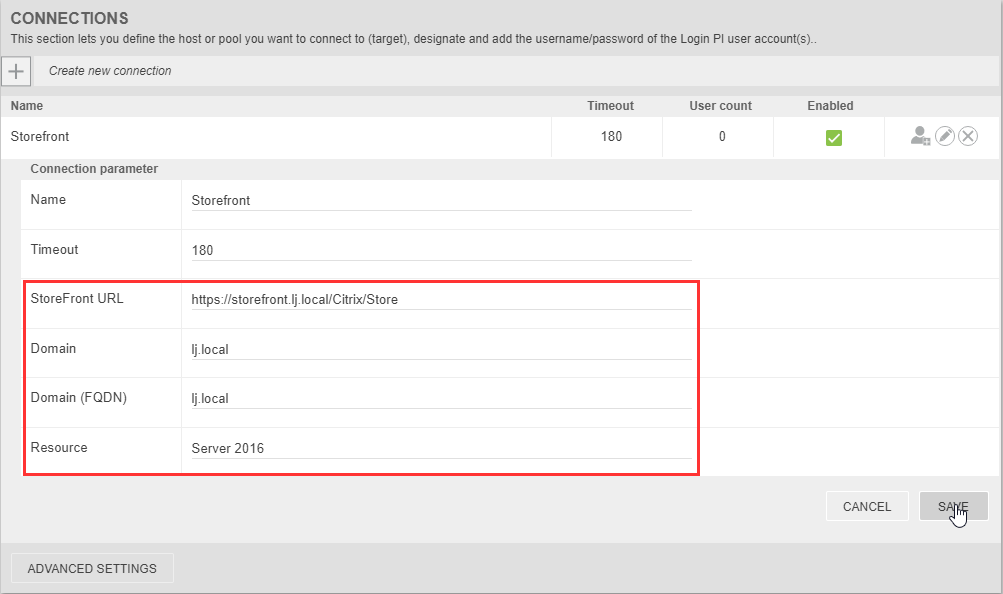 CONNECTIONS
This section lets you define the host or pool you want to connect to (target), designate and add the username/password of the Login PI user account(s)..
Create new connection
Name Timeout User count Enabled
Storefront 180 0
Connection parameter
Name Storefront
Timeout 180
StoreFront URL https://storefront.lj.local/Citrix/Store
Domain lj.local
Domain (FQDN) lj.local
Resource Server 2016
CANCEL SAVE
ADVANCED SETTINGS